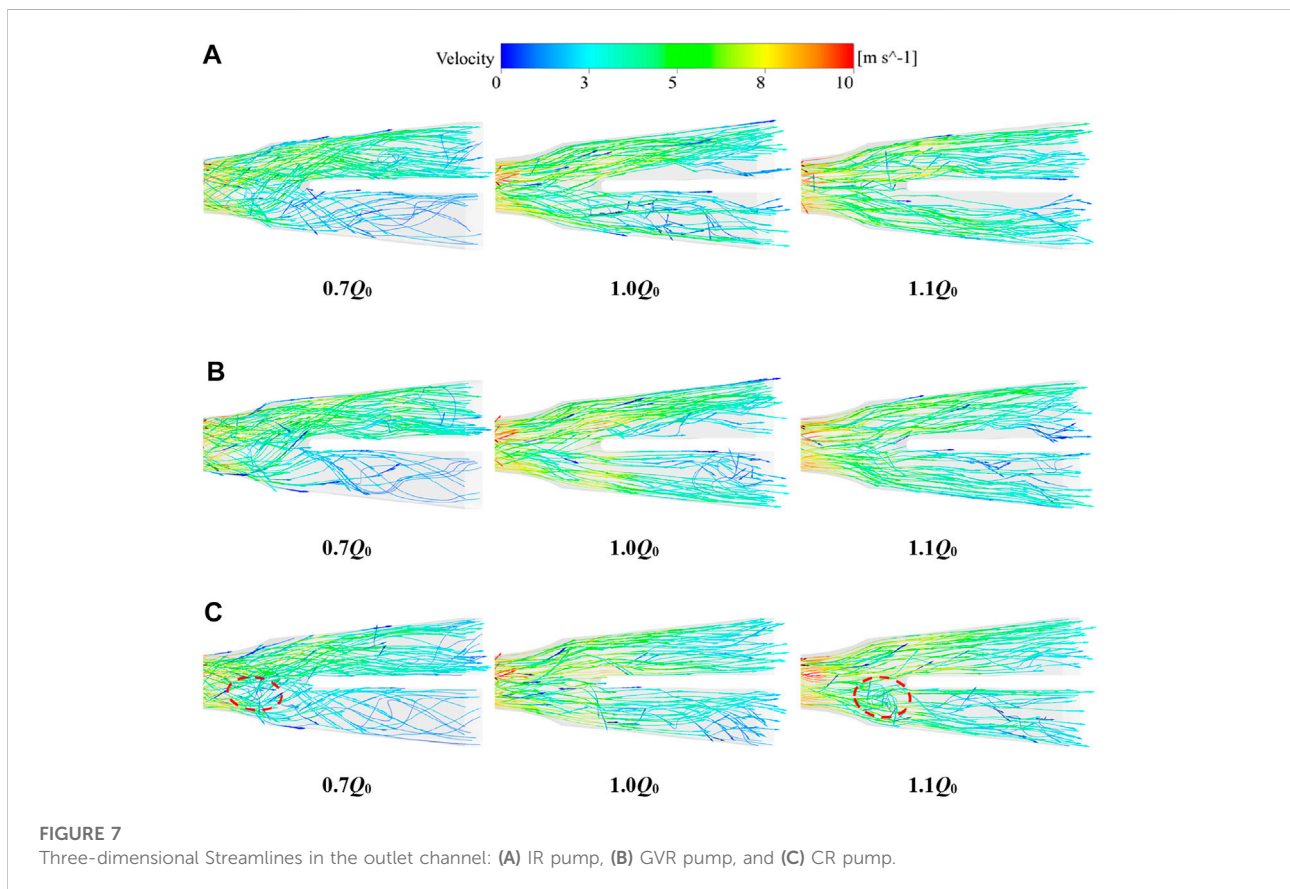 A
Velocity
[m s^-1]
0 3 5 8 10
0.7Q₀ 1.0Q₀ 1.1Q₀
B
0.7Q₀ 1.0Q₀ 1.1Q₀
C
0.7Q₀ 1.0Q₀ 1.1Q₀
FIGURE 7
Three-dimensional Streamlines in the outlet channel: (A) IR pump, (B) GVR pump, and (C) CR pump.